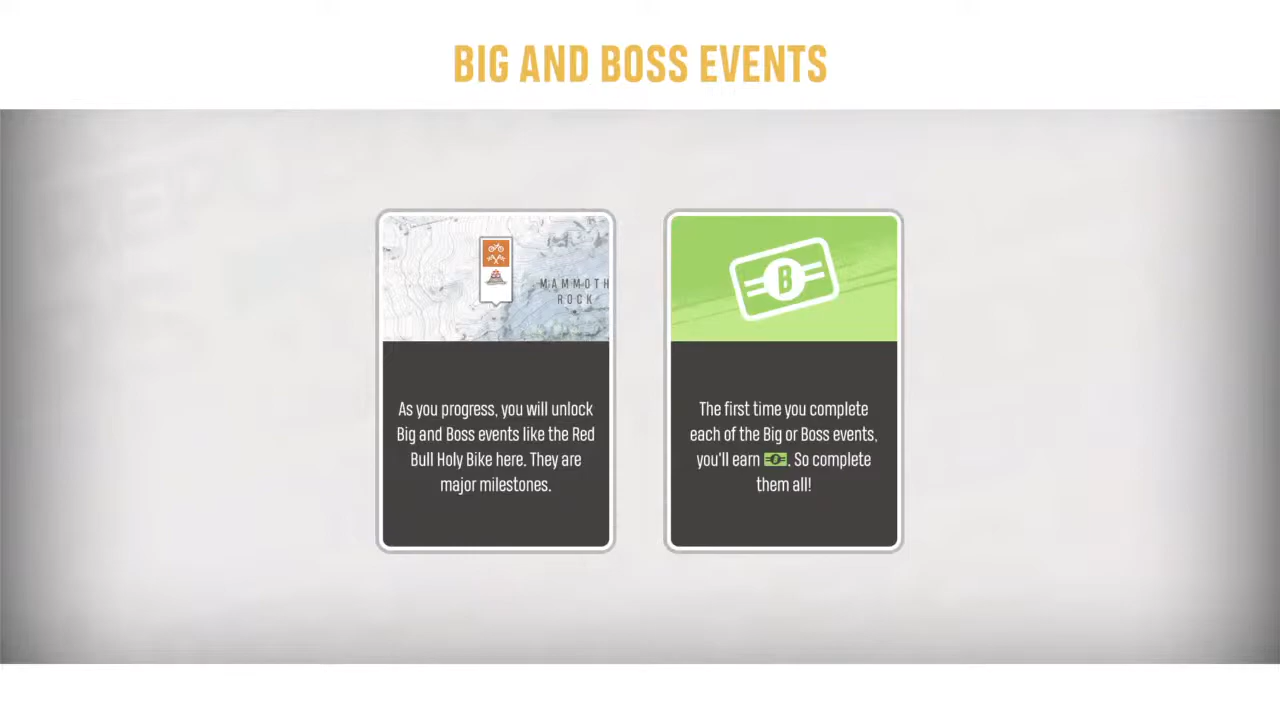 BIG AND BOSS EVENTS
MAMMOTH
ROCK
As you progress, you will unlock
Big and Boss events like the Red
Bull Holy Bike here. They are
major milestones.
B
The first time you complete
each of the Big or Boss events,
you'll earn . So complete
them all!